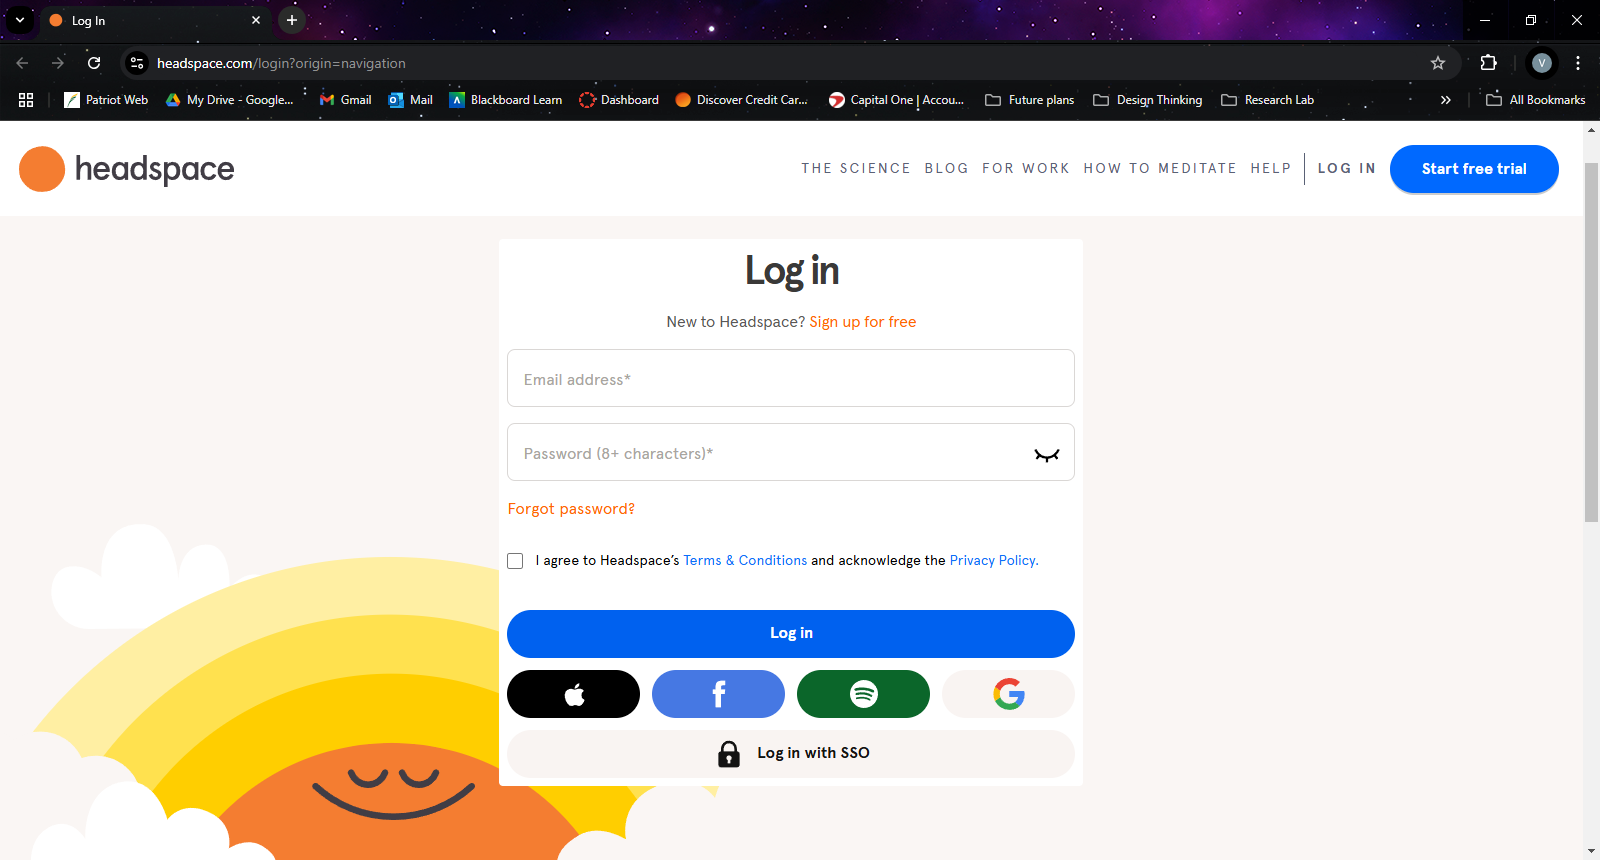 Log In
headspace.com/login?origin=navigation
V
Patriot Web
My Drive - Google...
Gmail
Mail
Blackboard Learn
Dashboard
Discover Credit Car...
Capital One | Accou...
Future plans
Design Thinking
Research Lab
All Bookmarks
headspace
THE SCIENCE
BLOG
FOR WORK
HOW TO MEDITATE
HELP
LOG IN
Start free trial
Log in
New to Headspace? Sign up for free
Email address*
Password (8+ characters)*
Forgot password?
I agree to Headspace’s Terms & Conditions and acknowledge the Privacy Policy.
Log in
Log in with SSO